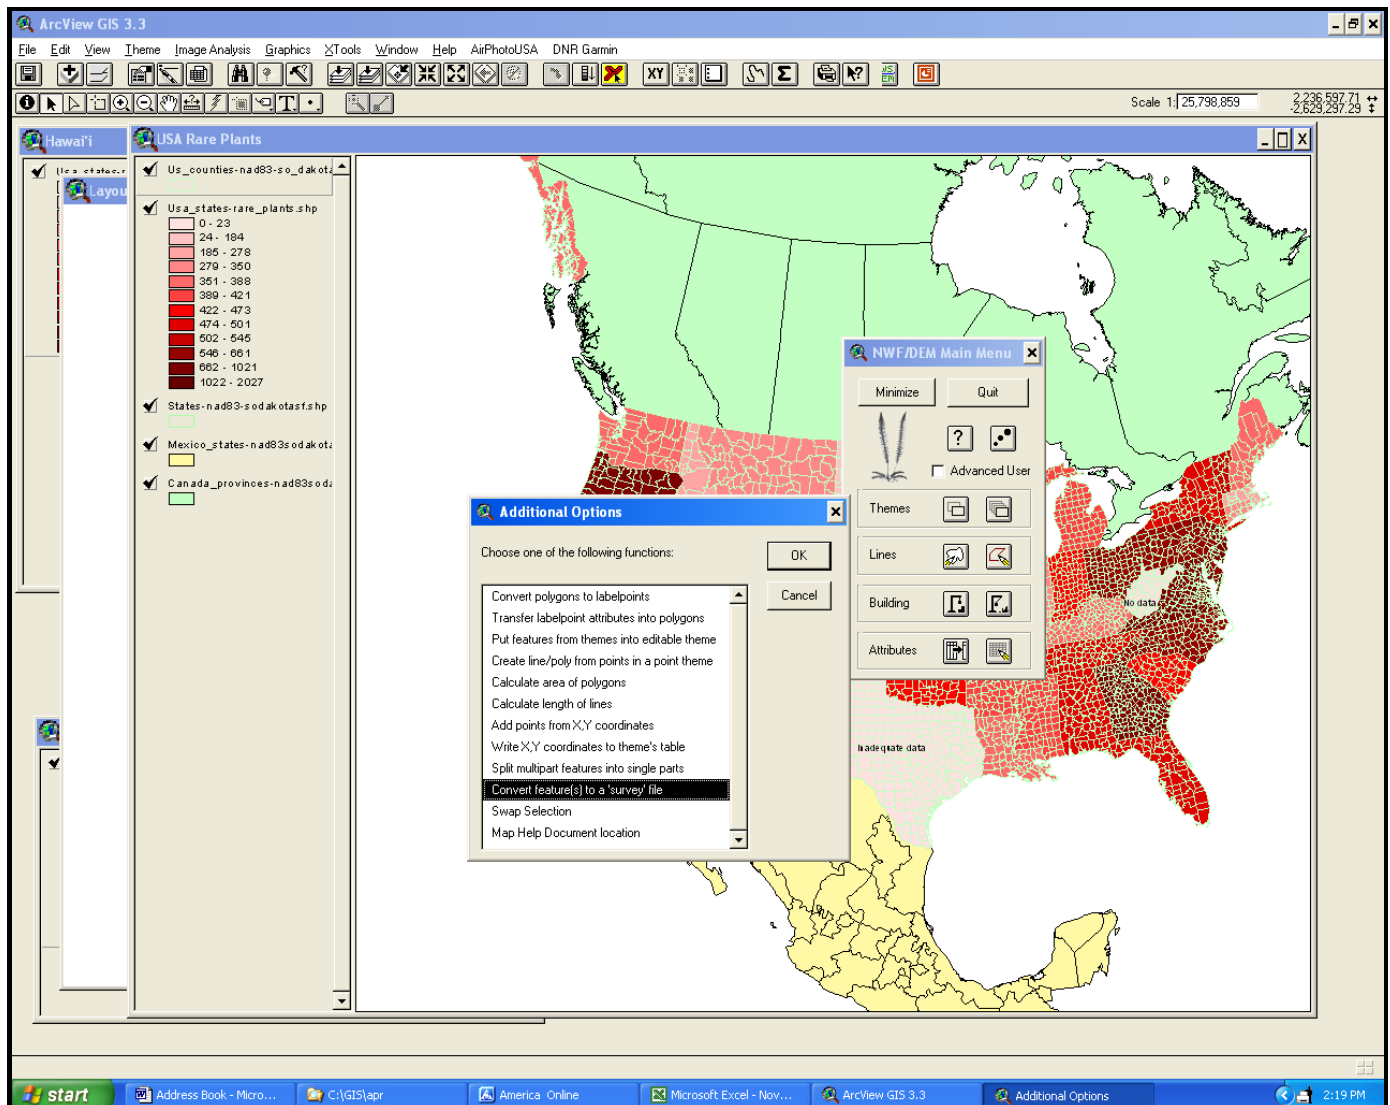 ArcView GIS 3.3
File Edit View Theme Image Analysis Graphics XTools Window Help AirPhotoUSA DNR Garmin
XY
Scale 1: 25,798,859
2,236,597.71
-2,629,297.29
Hawai'i
USA Rare Plants
Layou
Us_counties-nad83-so_dakota
Usa_states-rare_plants.shp
0 - 23
24 - 184
185 - 278
279 - 350
351 - 388
389 - 421
422 - 473
474 - 501
502 - 545
546 - 661
662 - 1021
1022 - 2027
States-nad83-sodakotasf.shp
Mexico_states-nad83sodakota
Canada_provinces-nad83soda
NWF/DEM Main Menu
Minimize Quit
?
Advanced User
Themes
Lines
Building
Attributes
No data
Inadequate data
Additional Options
Choose one of the following functions:
OK
Cancel
Convert polygons to labelpoints
Transfer labelpoint attributes into polygons
Put features from themes into editable theme
Create line/poly from points in a point theme
Calculate area of polygons
Calculate length of lines
Add points from X,Y coordinates
Write X,Y coordinates to theme's table
Split multipart features into single parts
Convert feature(s) to a 'survey' file
Swap Selection
Map Help Document location
start
Address Book - Micro...
C:\GIS\apr
America Online
Microsoft Excel - Nov...
ArcView GIS 3.3
Additional Options
2:19 PM